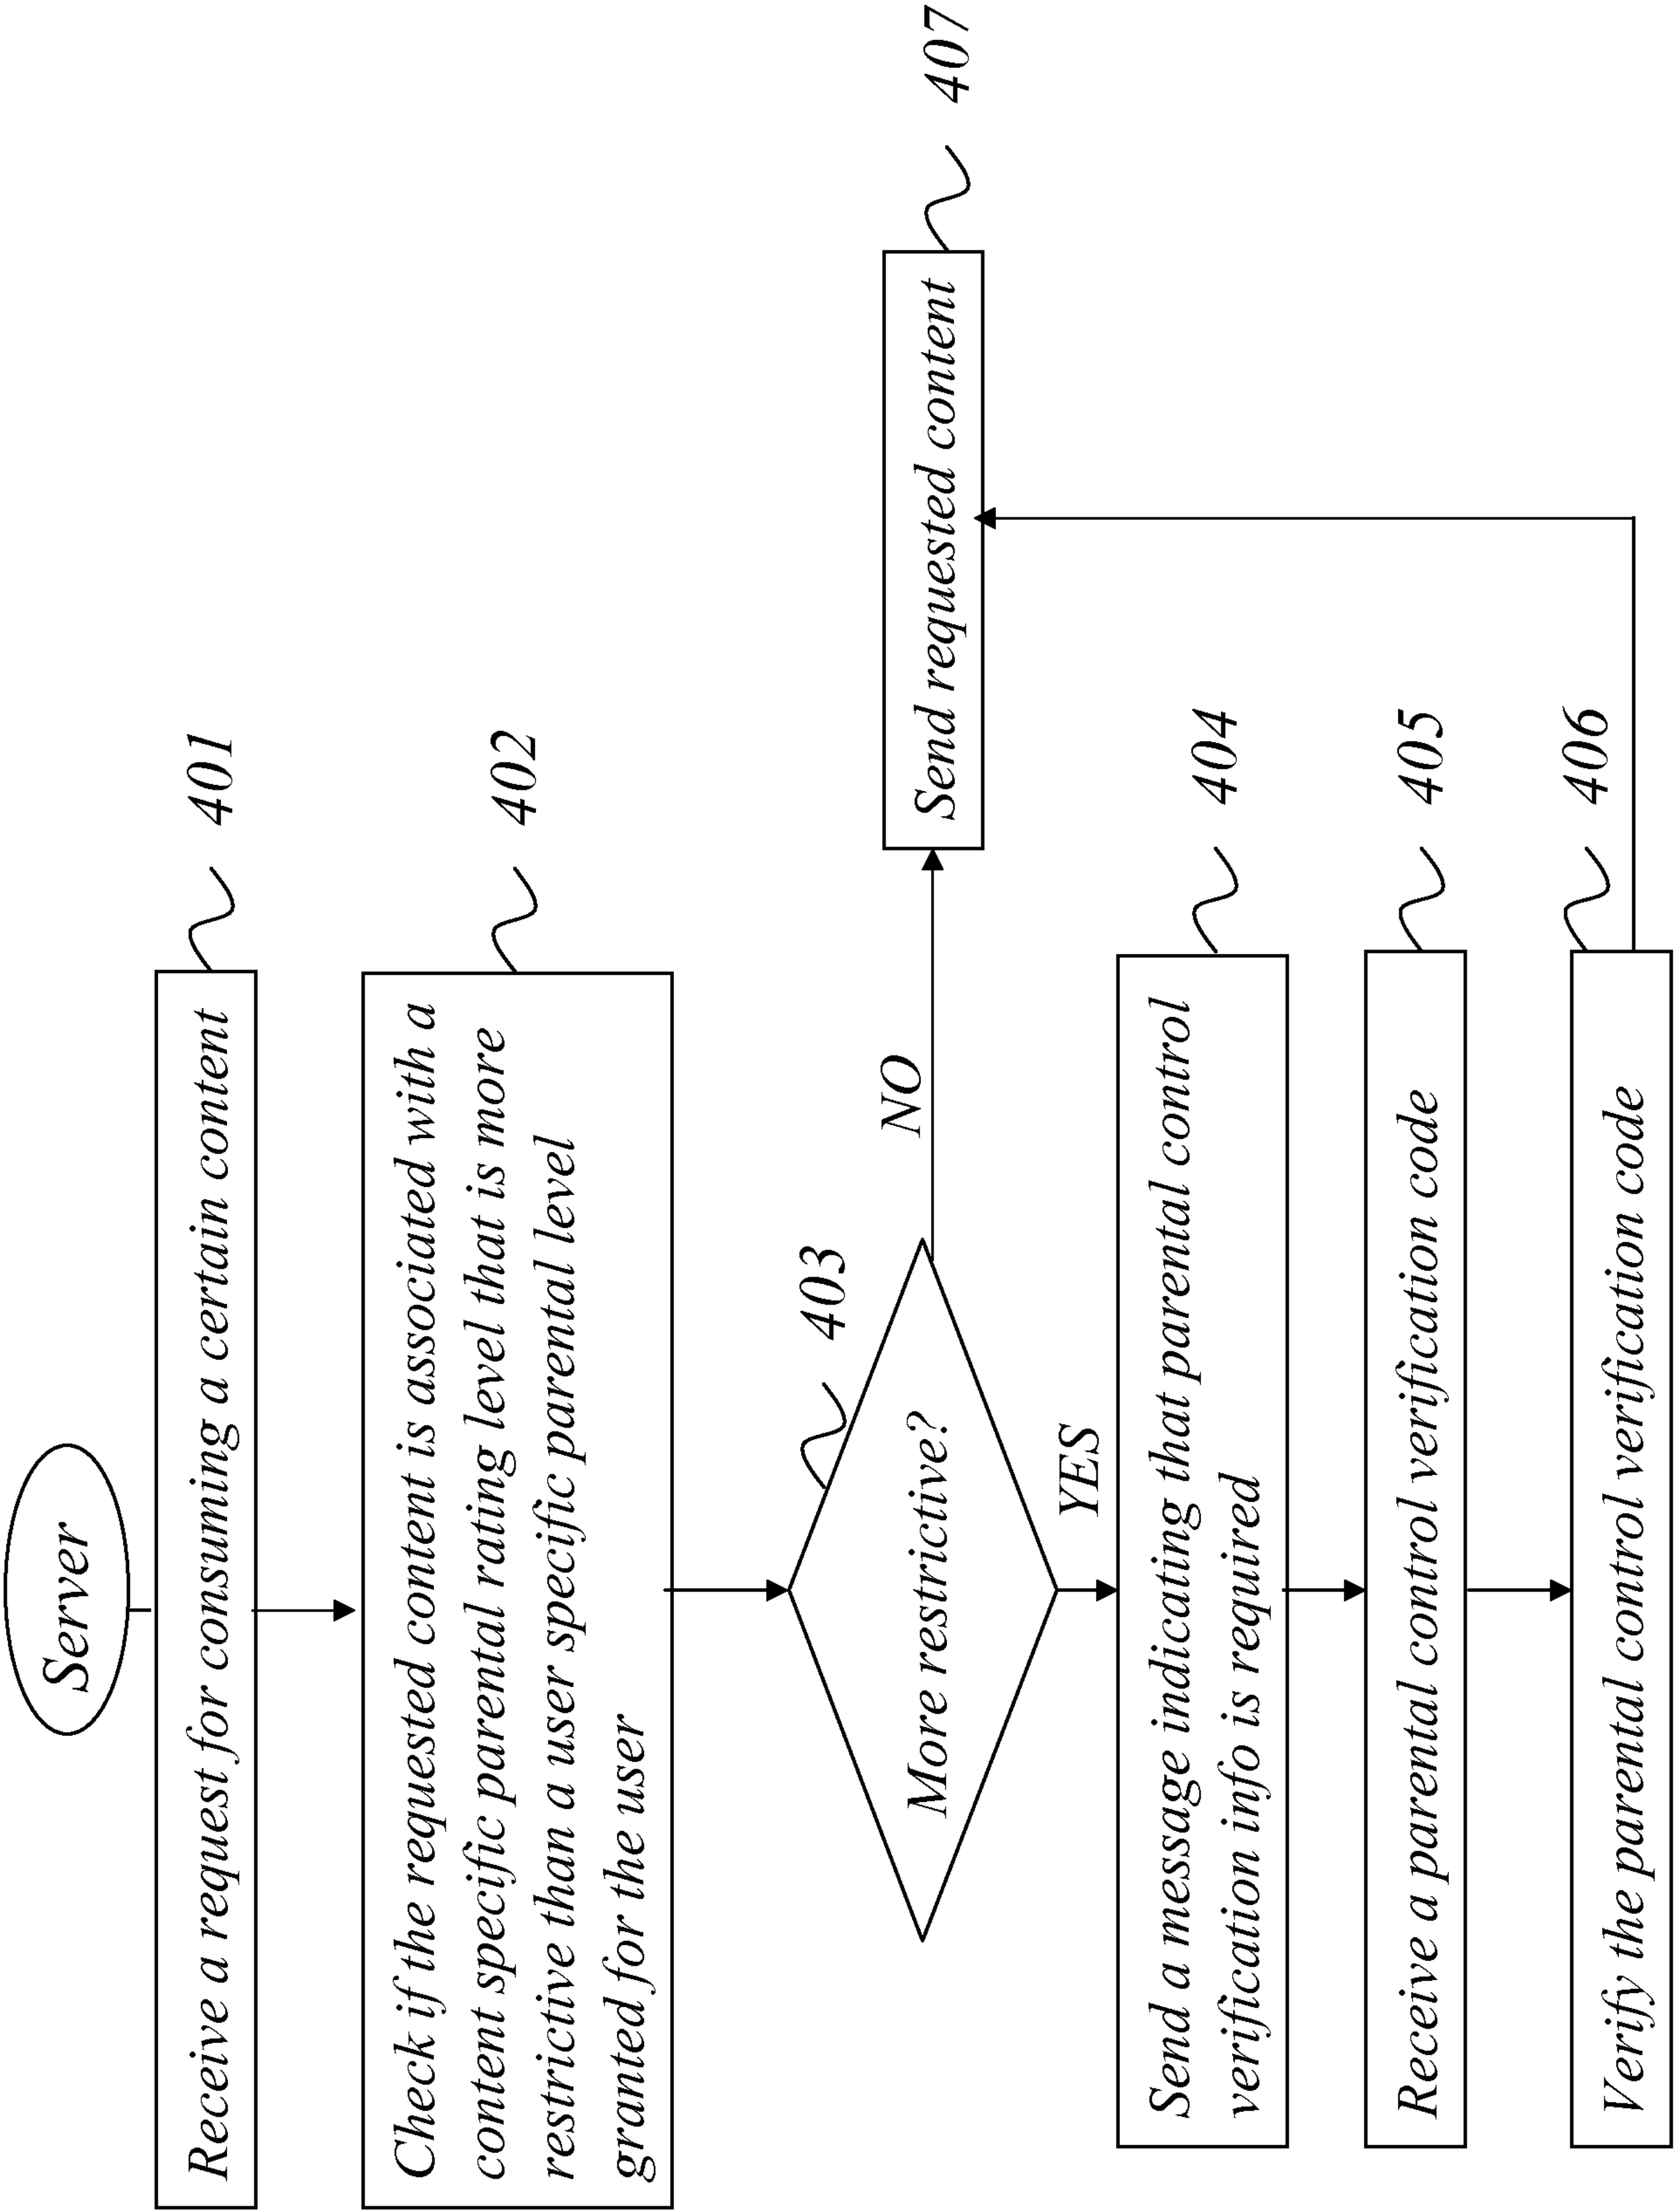 Server
Receive a request for consuming a certain content
401
Check if the requested content is associated with a
content specific parental rating level that is more
restrictive than a user specific parental level
granted for the user
402
403
More restrictive?
NO
Send requested content
407
YES
Send a message indicating that parental control
verification info is required
404
Receive a parental control verification code
405
Verify the parental control verification code
406